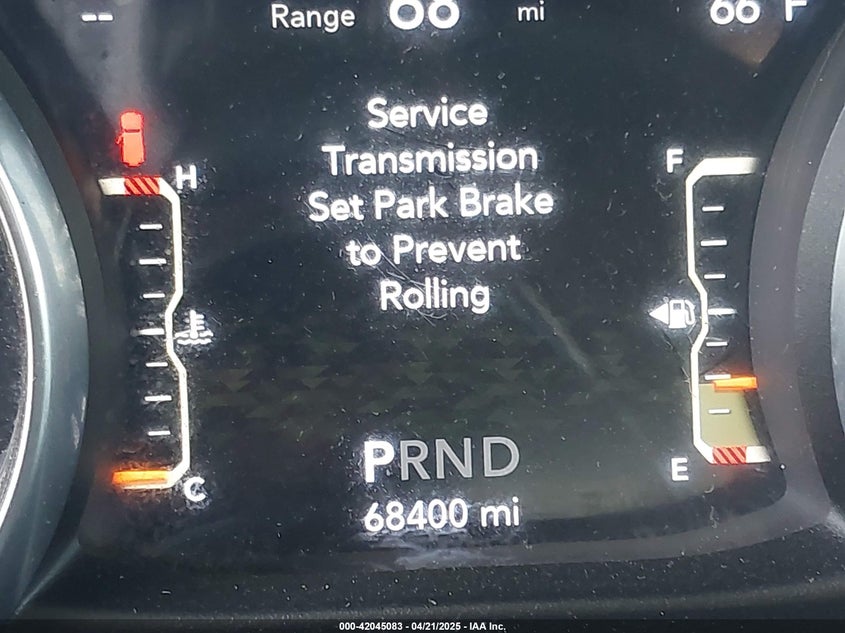 -- Range mi 66 F
H
F
Service
Transmission
Set Park Brake
to Prevent
Rolling
C
E
PRND
68400 mi
000-42045083 - 04/21/2025 - IAA Inc.